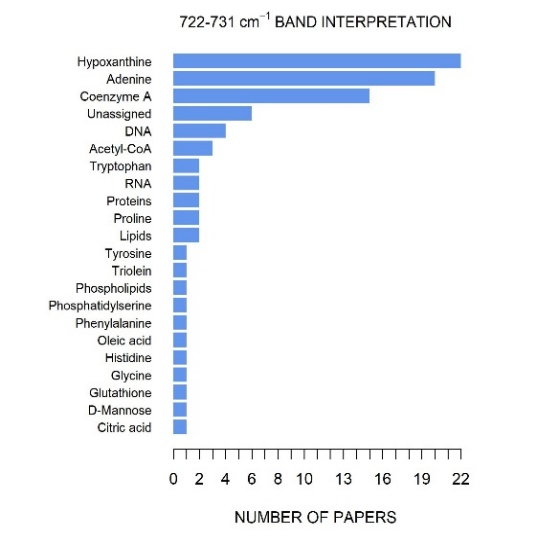 722-731 cm⁻¹ BAND INTERPRETATION
Hypoxanthine
Adenine
Coenzyme A
Unassigned
DNA
Acetyl-CoA
Tryptophan
RNA
Proteins
Proline
Lipids
Tyrosine
Triolein
Phospholipids
Phosphatidylserine
Phenylalanine
Oleic acid
Histidine
Glycine
Glutathione
D-Mannose
Citric acid
0 2 4 6 8 10 13 16 19 22
NUMBER OF PAPERS